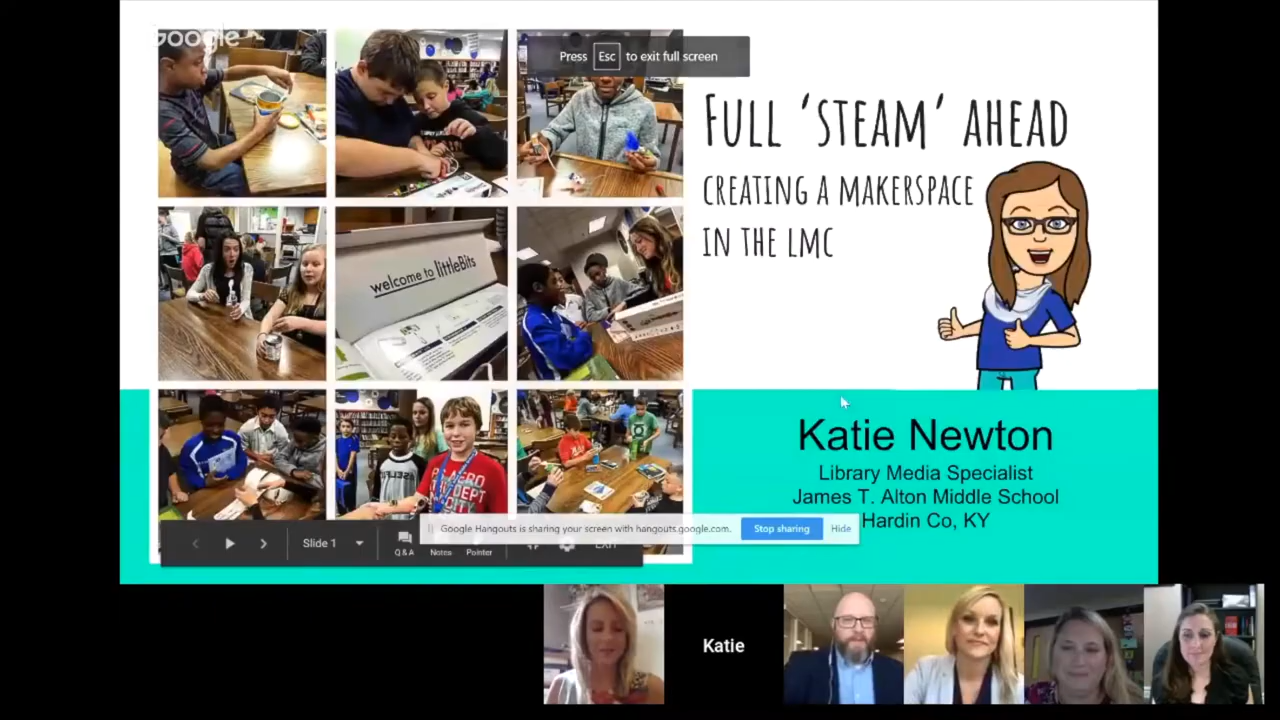 Google
Press Esc to exit full screen
FULL ‘STEAM’ AHEAD
CREATING A MAKERSPACE
IN THE LMC
welcome to littleBits
Katie Newton
Library Media Specialist
James T. Alton Middle School
Hardin Co, KY
Google Hangouts is sharing your screen with hangouts.google.com.
Stop sharing
Hide
Slide 1
Q & A
Notes
Pointer
EXIT
Katie